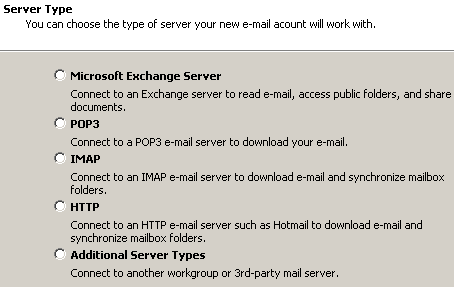 Server Type
You can choose the type of server your new e-mail acount will work with.
Microsoft Exchange Server
Connect to an Exchange server to read e-mail, access public folders, and share
documents.
POP3
Connect to a POP3 e-mail server to download your e-mail.
IMAP
Connect to an IMAP e-mail server to download e-mail and synchronize mailbox
folders.
HTTP
Connect to an HTTP e-mail server such as Hotmail to download e-mail and
synchronize mailbox folders.
Additional Server Types
Connect to another workgroup or 3rd-party mail server.